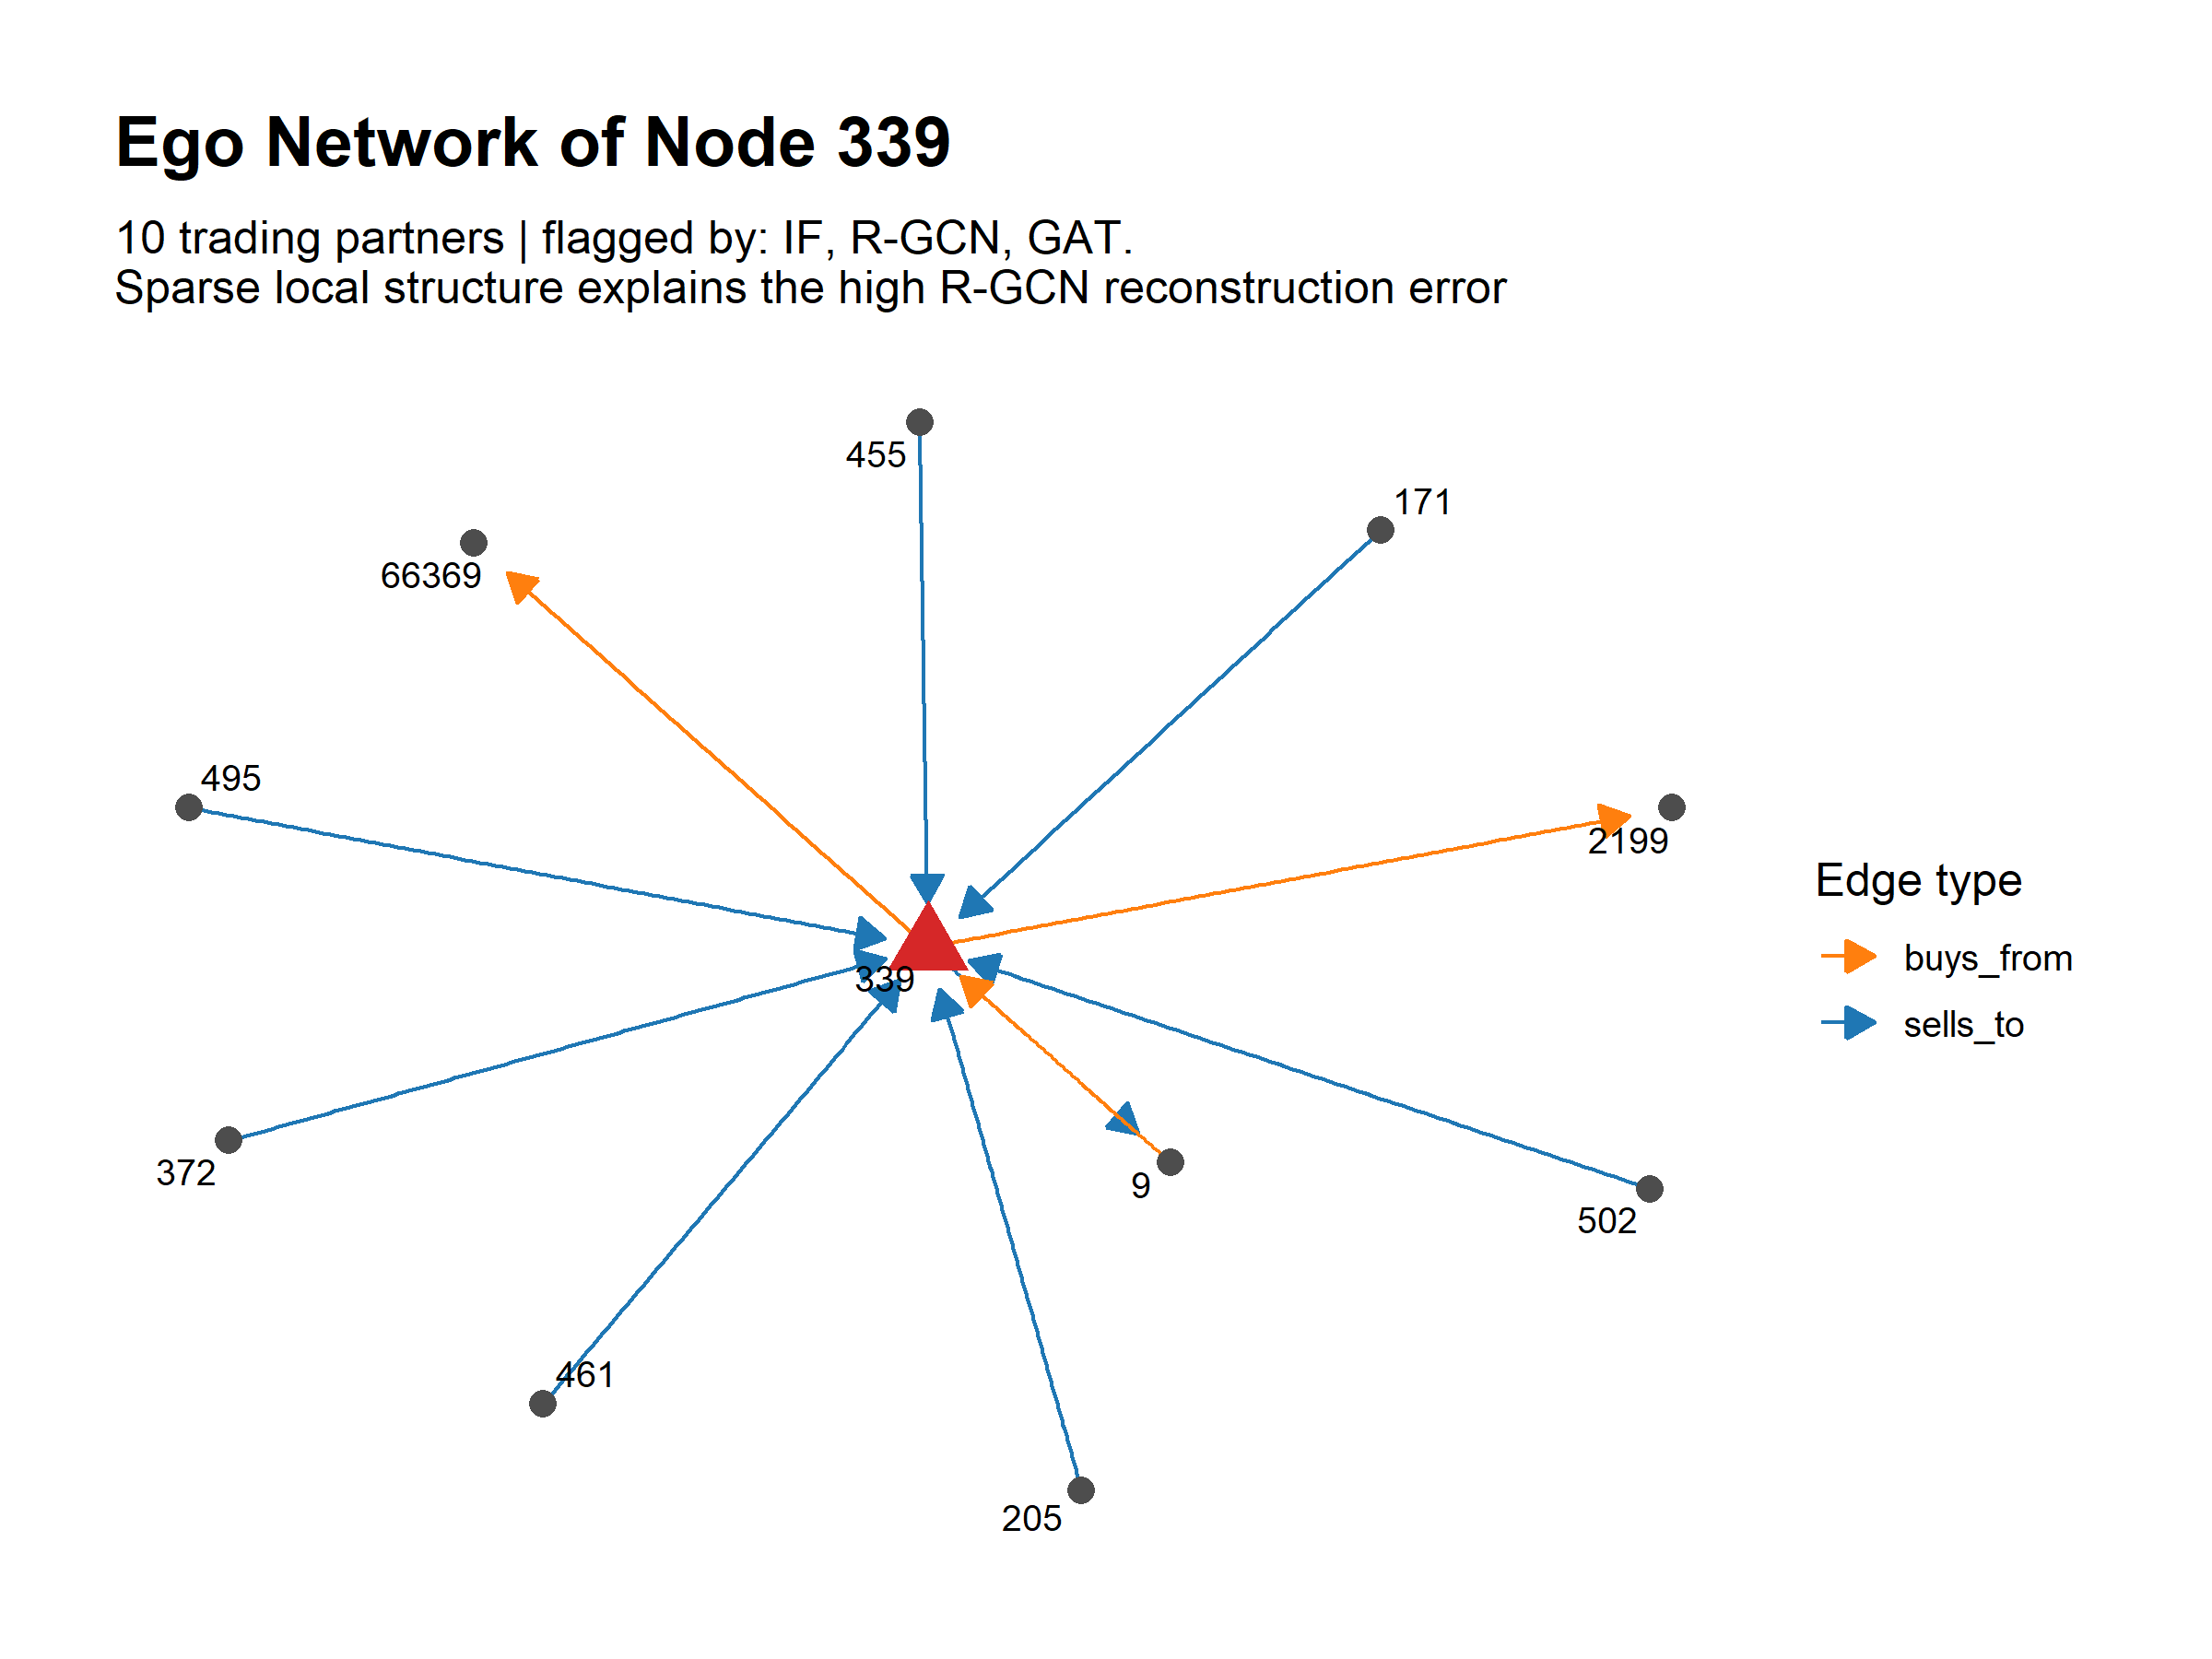 Ego Network of Node 339
10 trading partners | flagged by: IF, R-GCN, GAT.
Sparse local structure explains the high R-GCN reconstruction error
455
171
66369
495
2199
339
372
9
502
461
205
Edge type
buys_from
sells_to